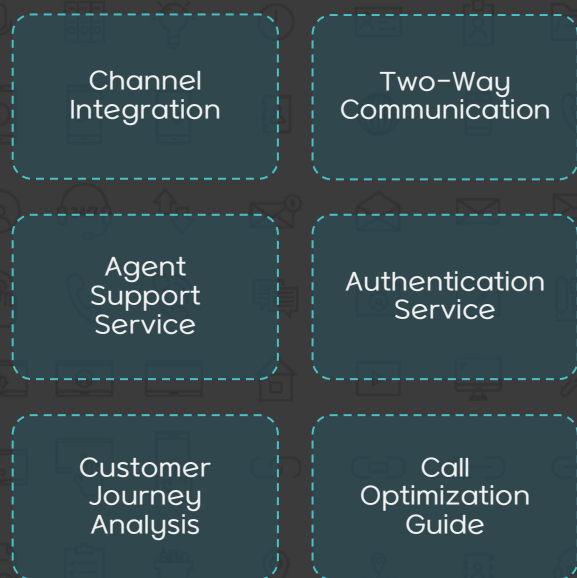 Channel
Integration
Two-Way
Communication
Agent
Support
Service
Authentication
Service
Customer
Journey
Analysis
Call
Optimization
Guide